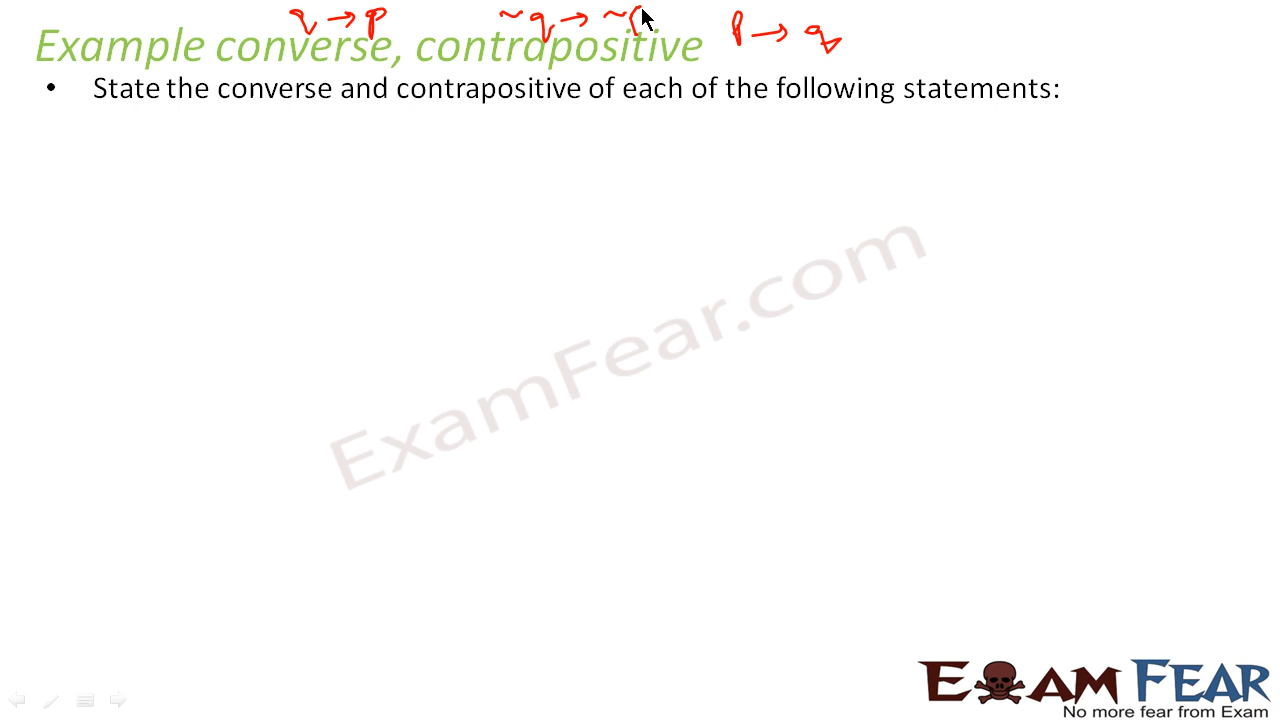 q → p ~q → ~ p → q
Example converse, contrapositive
• State the converse and contrapositive of each of the following statements:
ExamFear.com
EXAM FEAR
No more fear from Exam